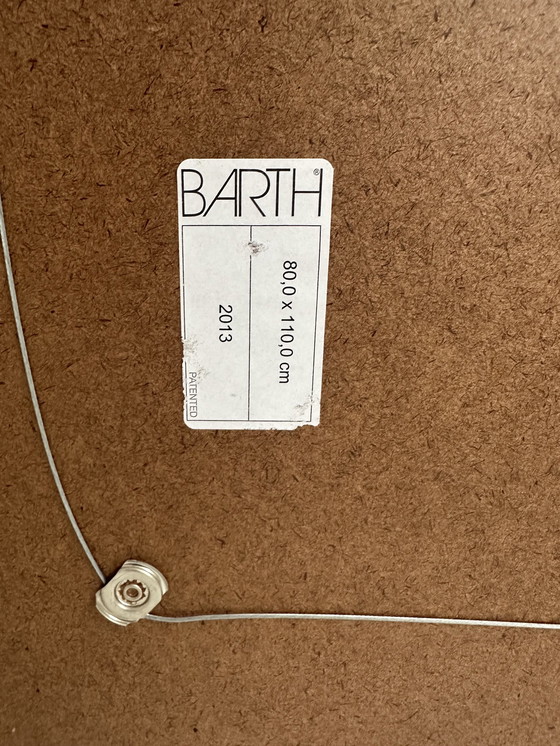 BARTH®
80,0 x 110,0 cm
2013
PATENTED